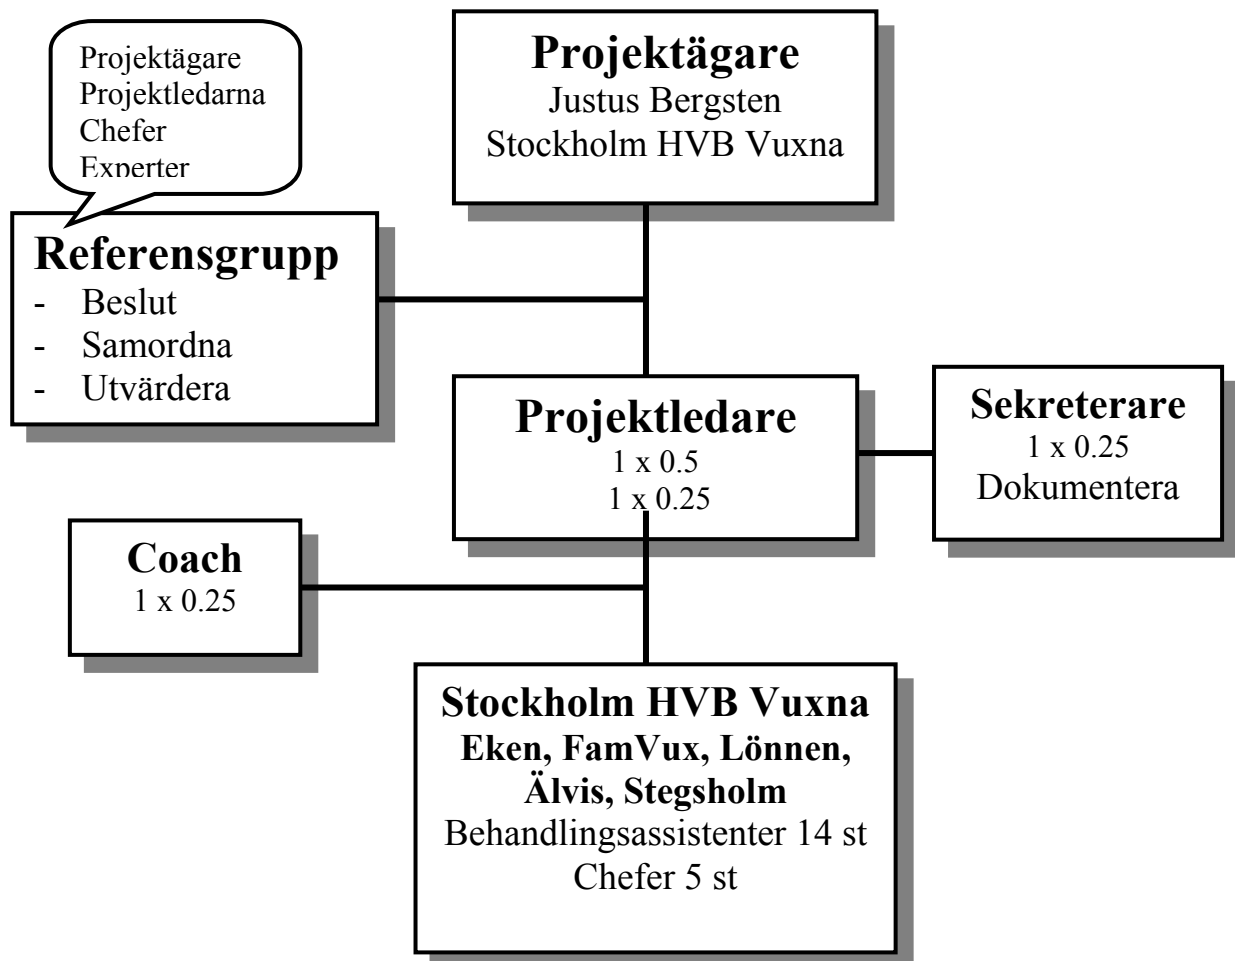 Projektägare
Projektledarna
Chefer
Experter
Projektägare
Justus Bergsten
Stockholm HVB Vuxna
Referensgrupp
- Beslut
- Samordna
- Utvärdera
Projektledare
1 x 0.5
1 x 0.25
Sekreterare
1 x 0.25
Dokumentera
Coach
1 x 0.25
Stockholm HVB Vuxna
Eken, FamVux, Lönnen,
Älvis, Stegsholm
Behandlingsassistenter 14 st
Chefer 5 st